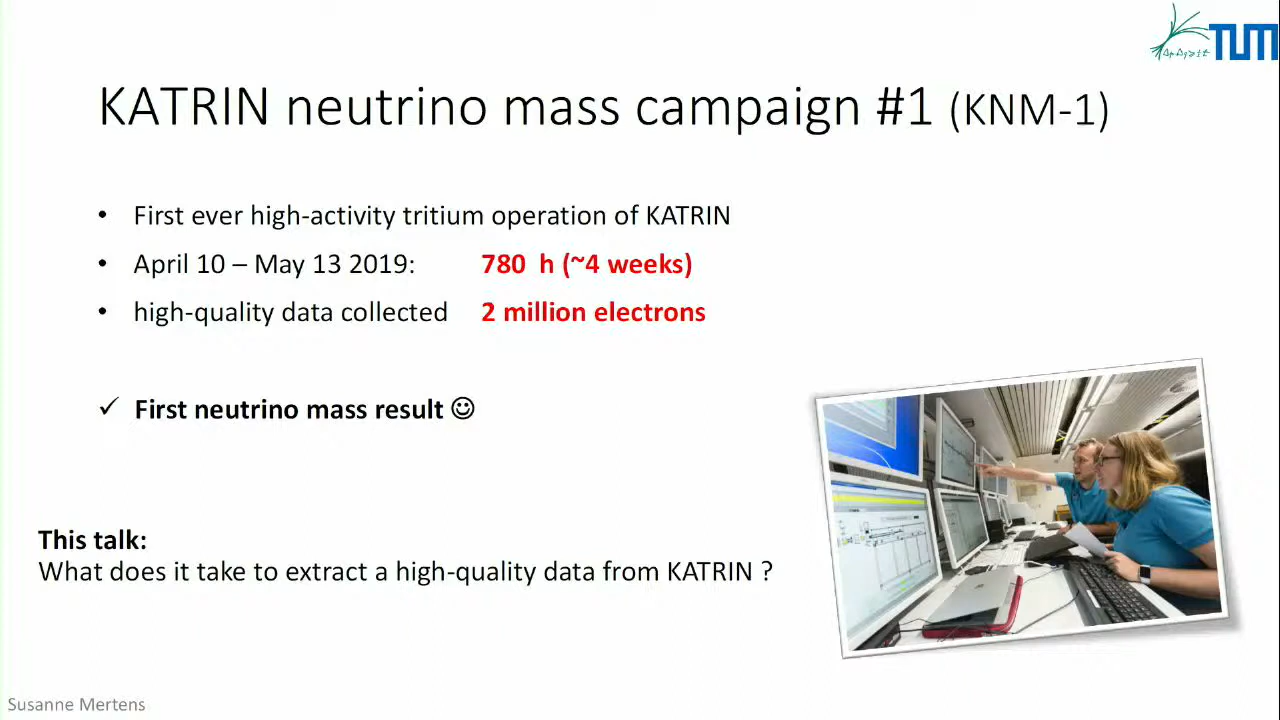 TUM
KATRIN neutrino mass campaign #1 (KNM-1)
• First ever high-activity tritium operation of KATRIN
• April 10 – May 13 2019: 780 h (~4 weeks)
• high-quality data collected 2 million electrons
✓ First neutrino mass result ☺
This talk:
What does it take to extract a high-quality data from KATRIN ?
Susanne Mertens